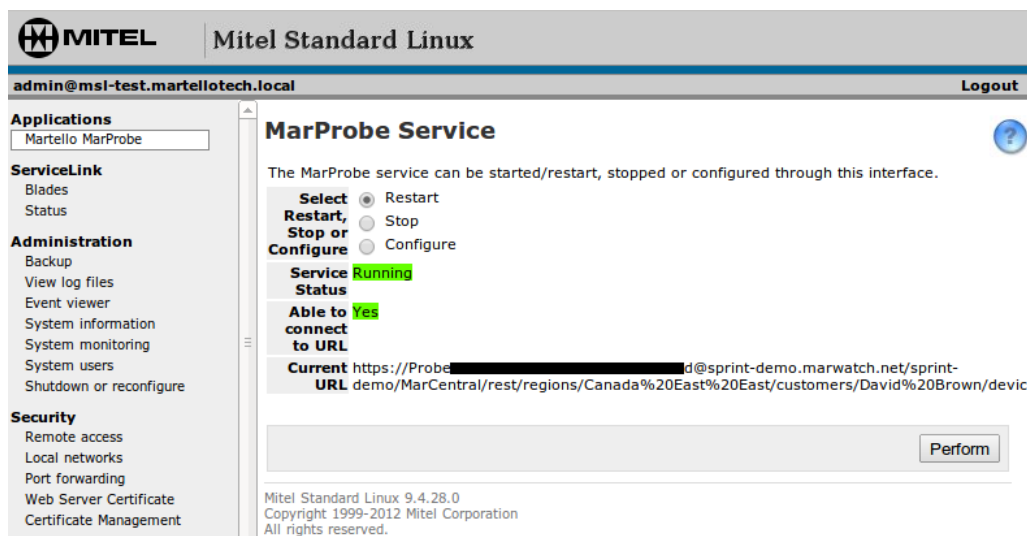 MITEL
Mitel Standard Linux
admin@msl-test.martellotech.local
Logout
Applications
Martello MarProbe
ServiceLink
Blades
Status
Administration
Backup
View log files
Event viewer
System information
System monitoring
System users
Shutdown or reconfigure
Security
Remote access
Local networks
Port forwarding
Web Server Certificate
Certificate Management
MarProbe Service
?
The MarProbe service can be started/restart, stopped or configured through this interface.
Select
Restart,
Stop or
Configure
Restart
Stop
Configure
Service
Status
Running
Able to
connect
to URL
Yes
Current
URL
https://Probe d@sprint-demo.marwatch.net/sprint-
demo/MarCentral/rest/regions/Canada%20East%20East/customers/David%20Brown/devic
Perform
Mitel Standard Linux 9.4.28.0
Copyright 1999-2012 Mitel Corporation
All rights reserved.